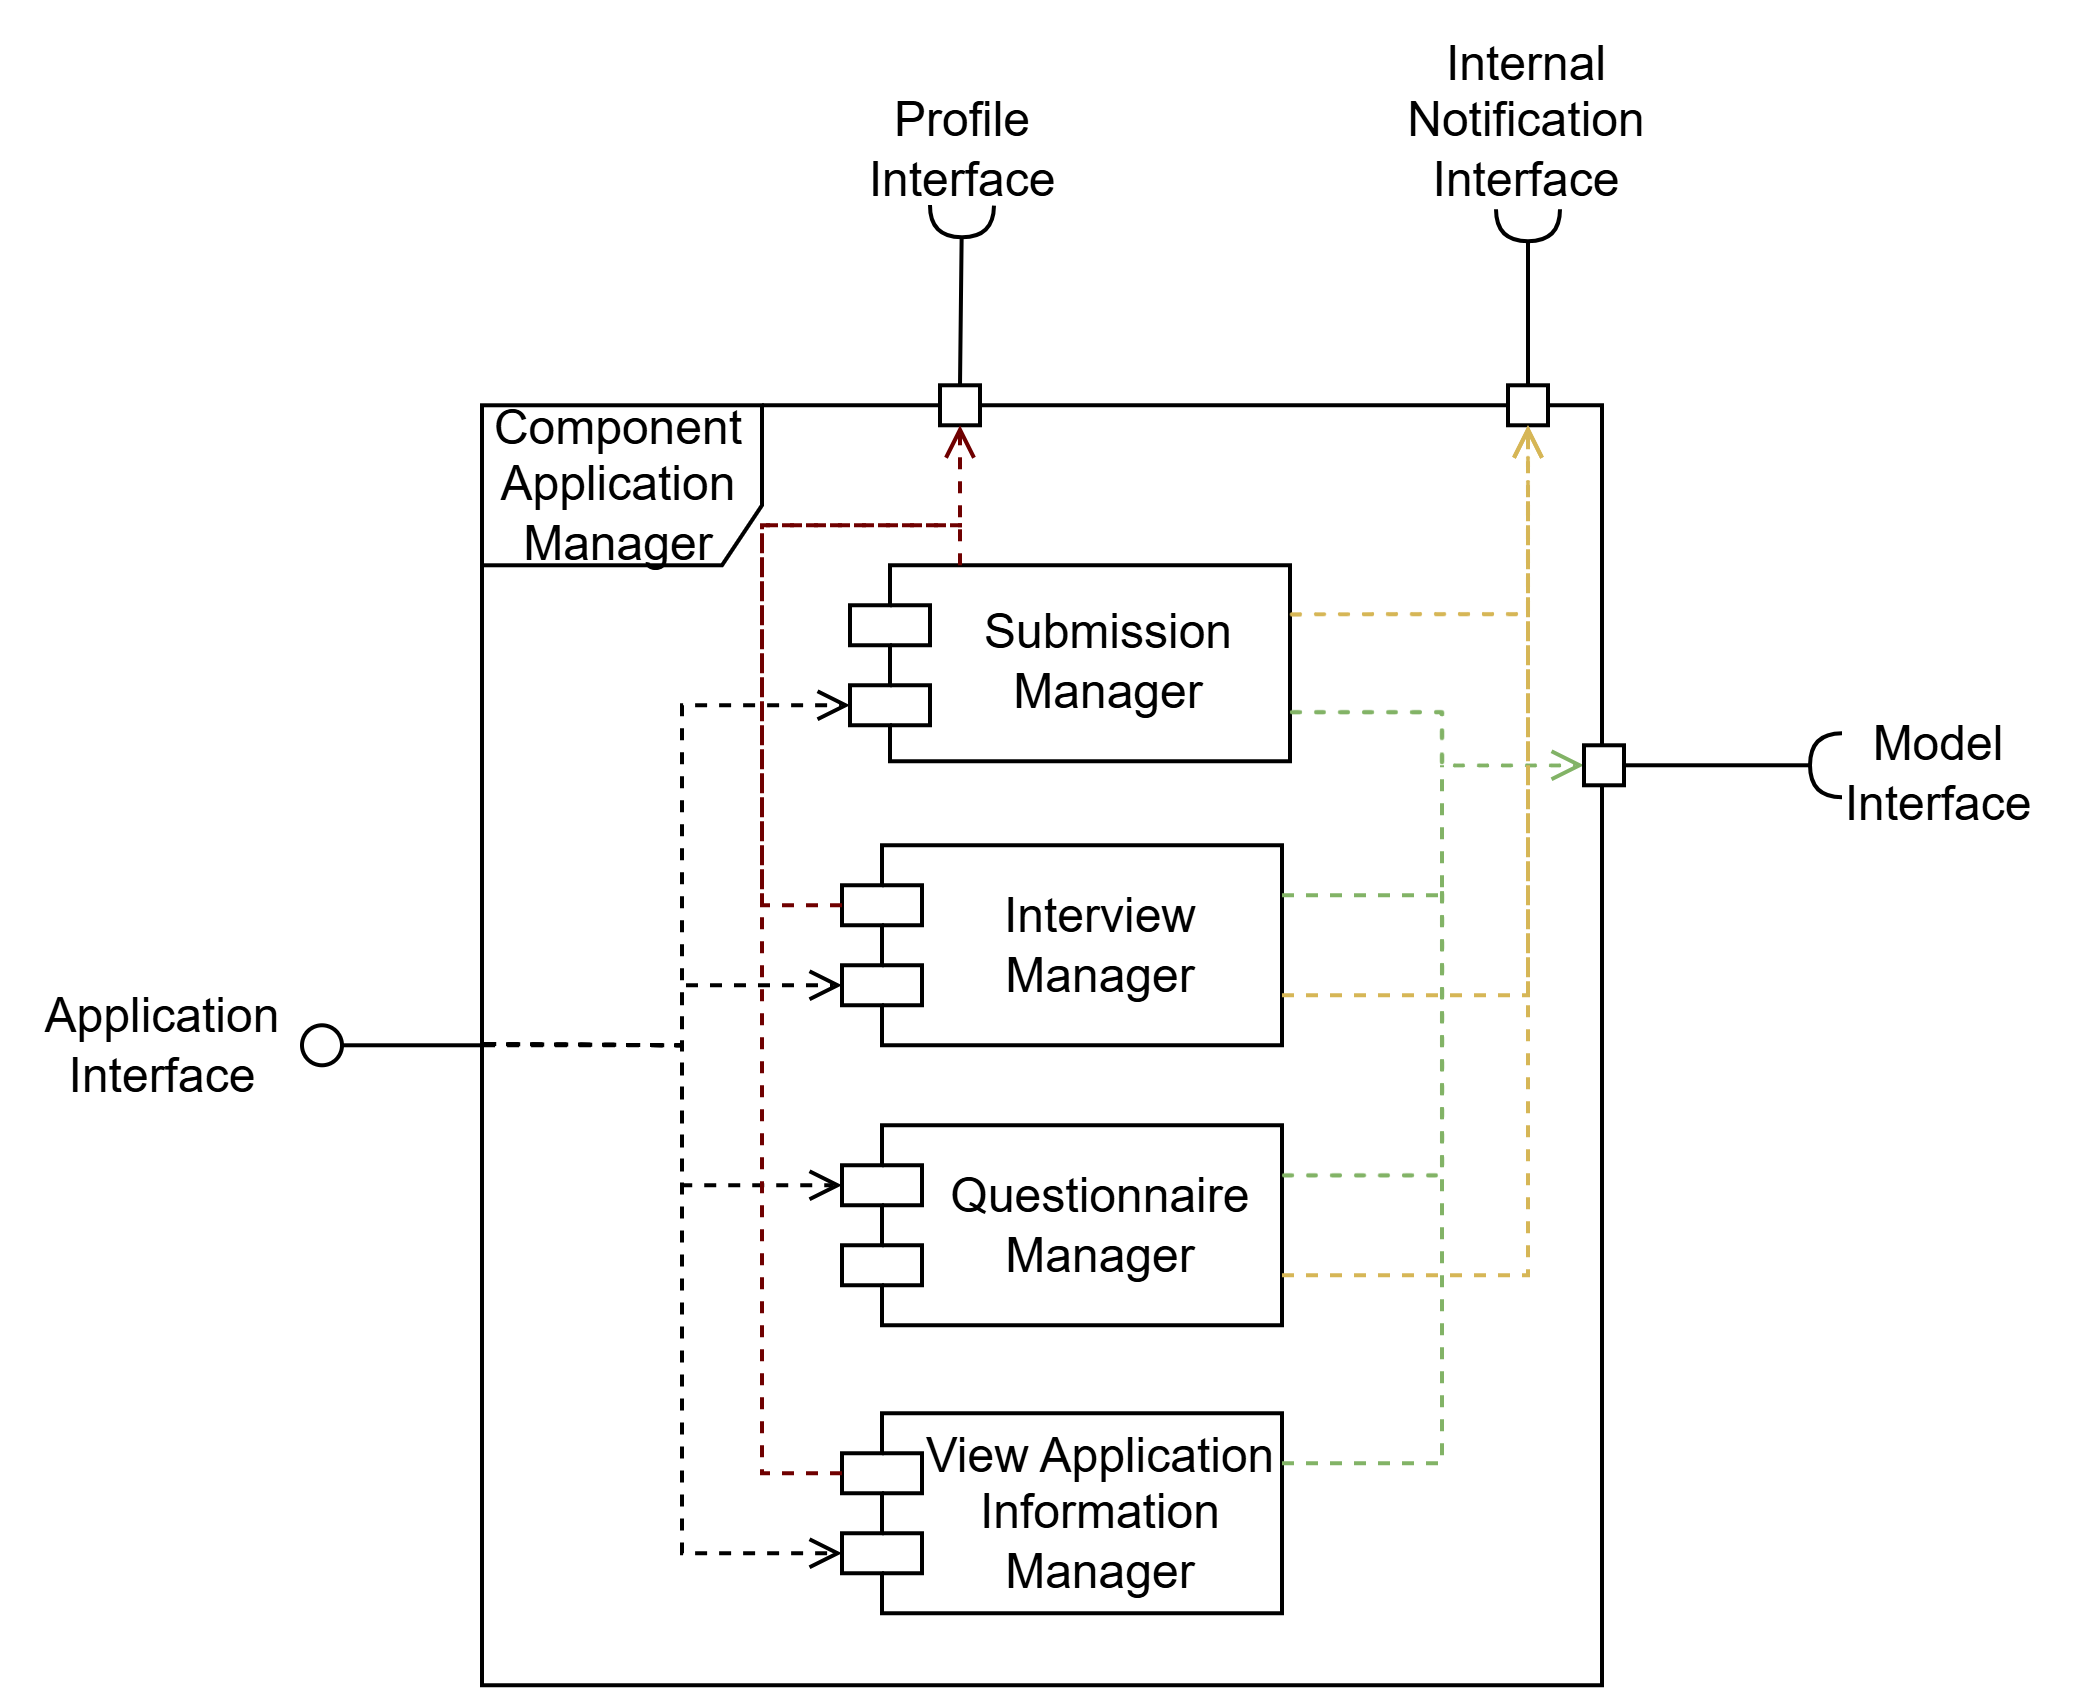 Internal
Notification
Interface
Profile
Interface
Component
Application
Manager
Submission
Manager
Model
Interface
Interview
Manager
Application
Interface
Questionnaire
Manager
View Application
Information
Manager